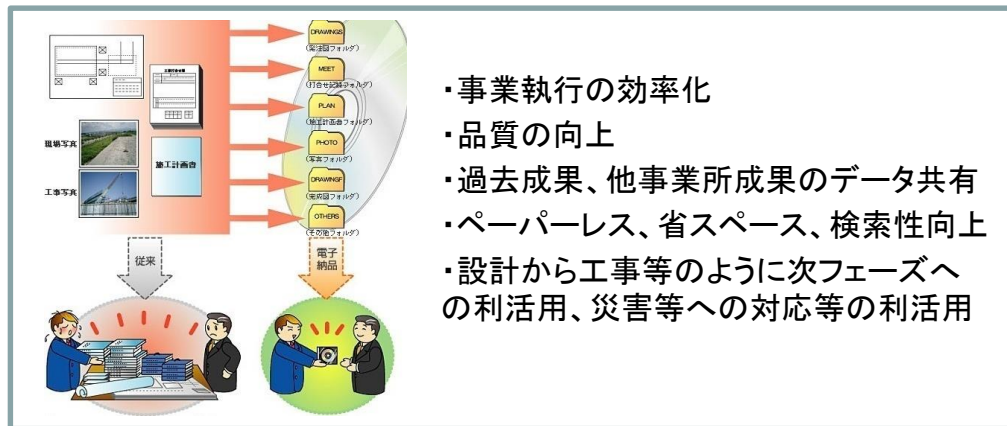 DRAWINGS
(発注図フォルダ)
MEET
(打合せ記録フォルダ)
PLAN
(施工計画書フォルダ)
PHOTO
(写真フォルダ)
DRAWINGF
(完成図フォルダ)
OTHERS
(その他フォルダ)
現場写真
工事写真
施工計画書
従来
電子
納品
・事業執行の効率化
・品質の向上
・過去成果、他事業所成果のデータ共有
・ペーパーレス、省スペース、検索性向上
・設計から工事等のように次フェーズへ
の利活用、災害等への対応等の利活用